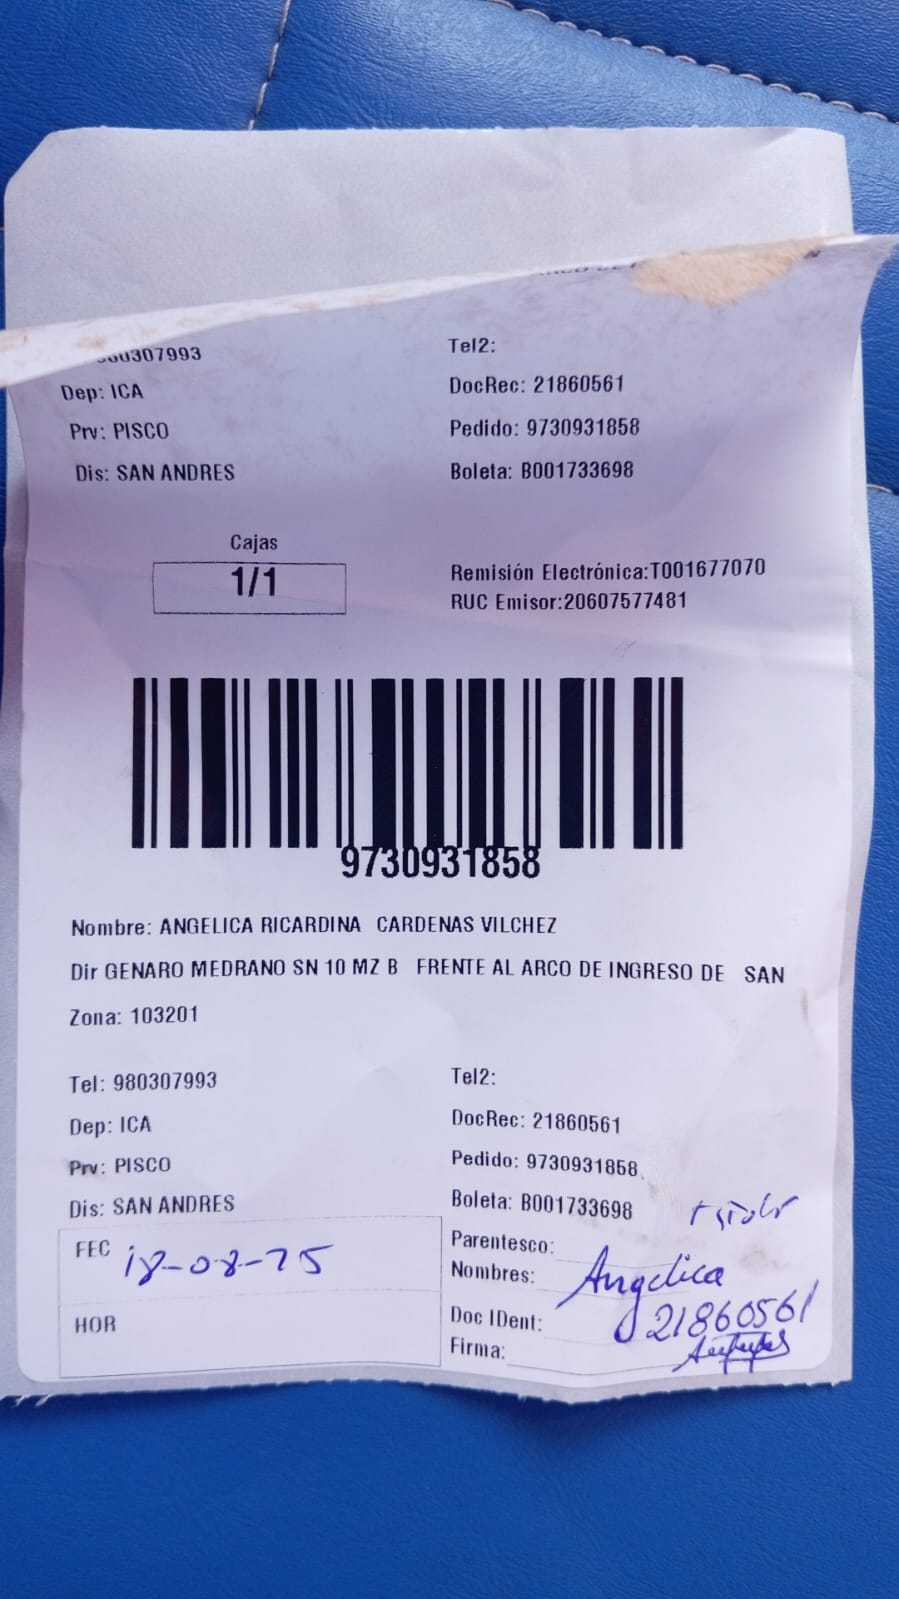 Tel2:
307993
Dep: ICA
DocRec: 21860561
Prv: PISCO
Pedido: 9730931858
Dis: SAN ANDRES
Boleta: B001733698
Cajas
1/1
Remisión Electrónica:T001677070
RUC Emisor:20607577481
9730931858
Nombre: ANGELICA RICARDINA CARDENAS VILCHEZ
Dir GENARO MEDRANO SN 10 MZ B FRENTE AL ARCO DE INGRESO DE SAN
Zona: 103201
Tel: 980307993
Tel2:
Dep: ICA
DocRec: 21860561
Prv: PISCO
Pedido: 9730931858
Dis: SAN ANDRES
Boleta: B001733698
FEC 18-08-25
Parentesco:
Nombres: Angelica
HOR
Doc IDent: 21860561
Firma: